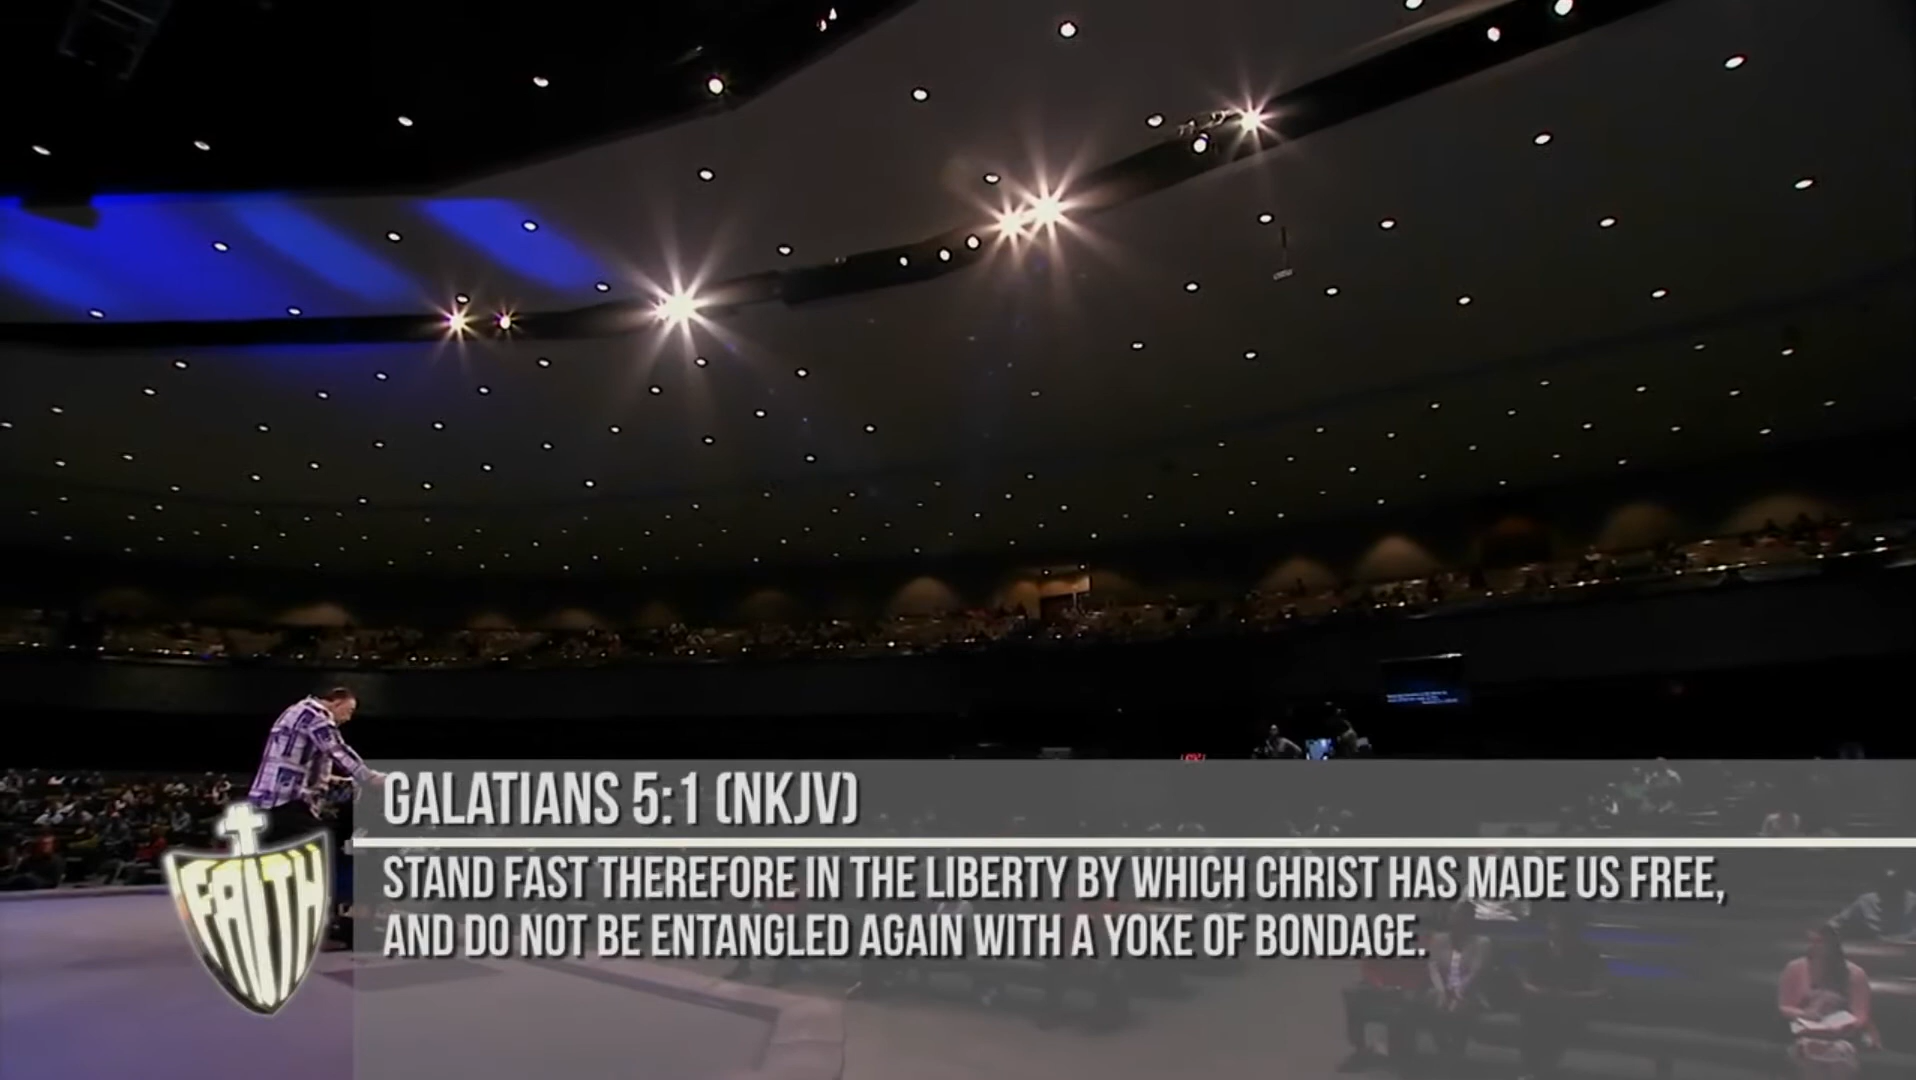 GALATIANS 5:1 (NKJV)
STAND FAST THEREFORE IN THE LIBERTY BY WHICH CHRIST HAS MADE US FREE,
AND DO NOT BE ENTANGLED AGAIN WITH A YOKE OF BONDAGE.
FAITH